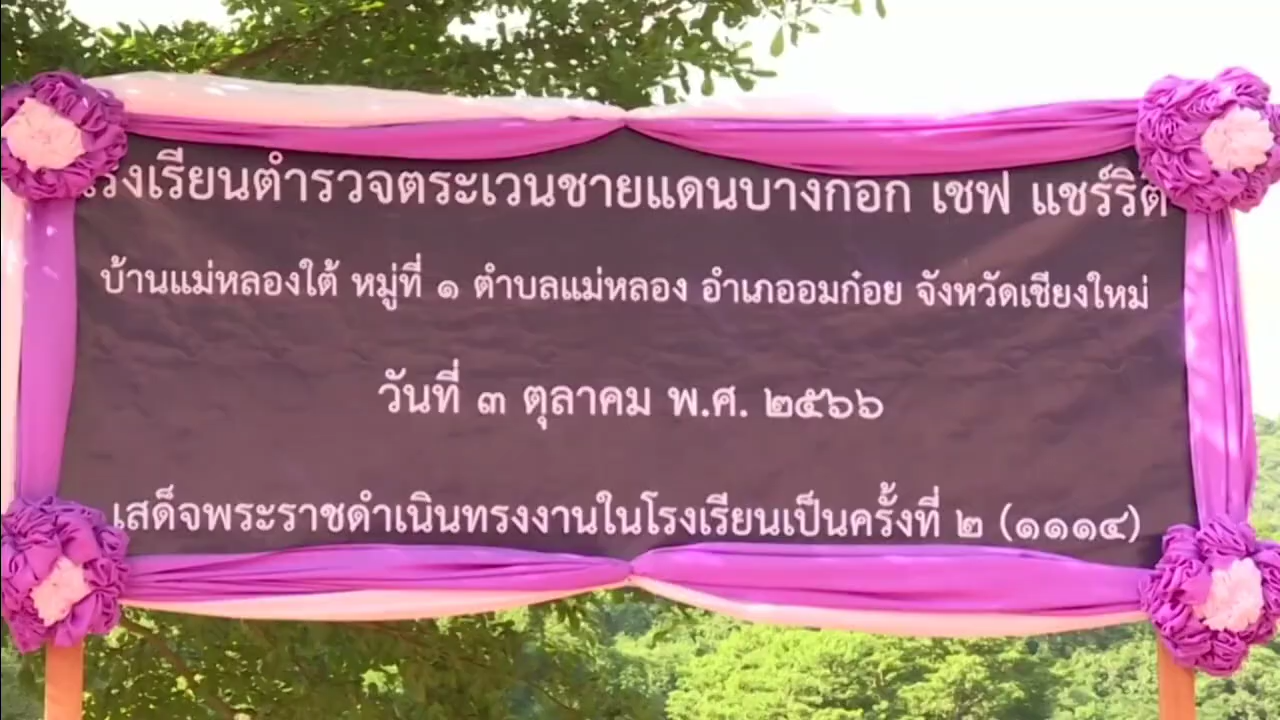 โรงเรียนตำรวจตระเวนชายแดนบางกอก เชฟ แชร์ริตี
บ้านแม่หลองใต้ หมู่ที่ ๑ ตำบลแม่หลอง อำเภออมก๋อย จังหวัดเชียงใหม่
วันที่ ๓ ตุลาคม พ.ศ. ๒๕๖๖
เสด็จพระราชดำเนินทรงงานในโรงเรียนเป็นครั้งที่ ๒ (๑๑๑๔)